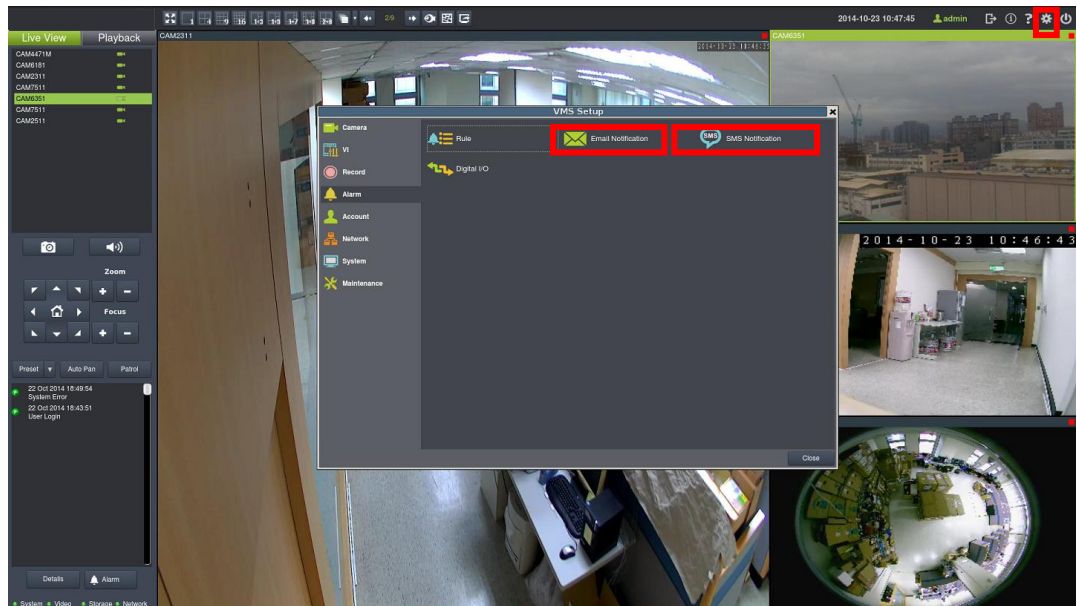 2/9
2014-10-23 10:47:45
admin
?
Live View
Playback
CAM2311
CAM6351
CAM4471M
CAM6181
CAM2311
CAM7511
CAM6351
CAM7511
CAM2511
VMS Setup
Camera
VI
Record
Alarm
Account
Network
System
Maintenance
Rule
Email Notification
SMS
SMS Notification
Digital I/O
Close
2014-10-23 10:46:43
Zoom
Focus
Preset
Auto Pan
Patrol
22 Oct 2014 18:49:54
System Error
22 Oct 2014 18:43:51
User Login
Details
Alarm
System
Video
Storage
Network